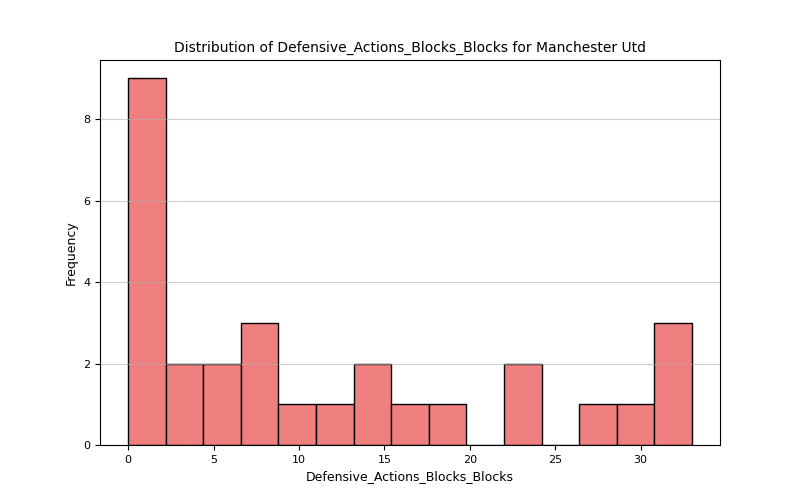 Distribution of Defensive_Actions_Blocks_Blocks for Manchester Utd
Frequency
8
6
4
2
0
0 5 10 15 20 25 30
Defensive_Actions_Blocks_Blocks